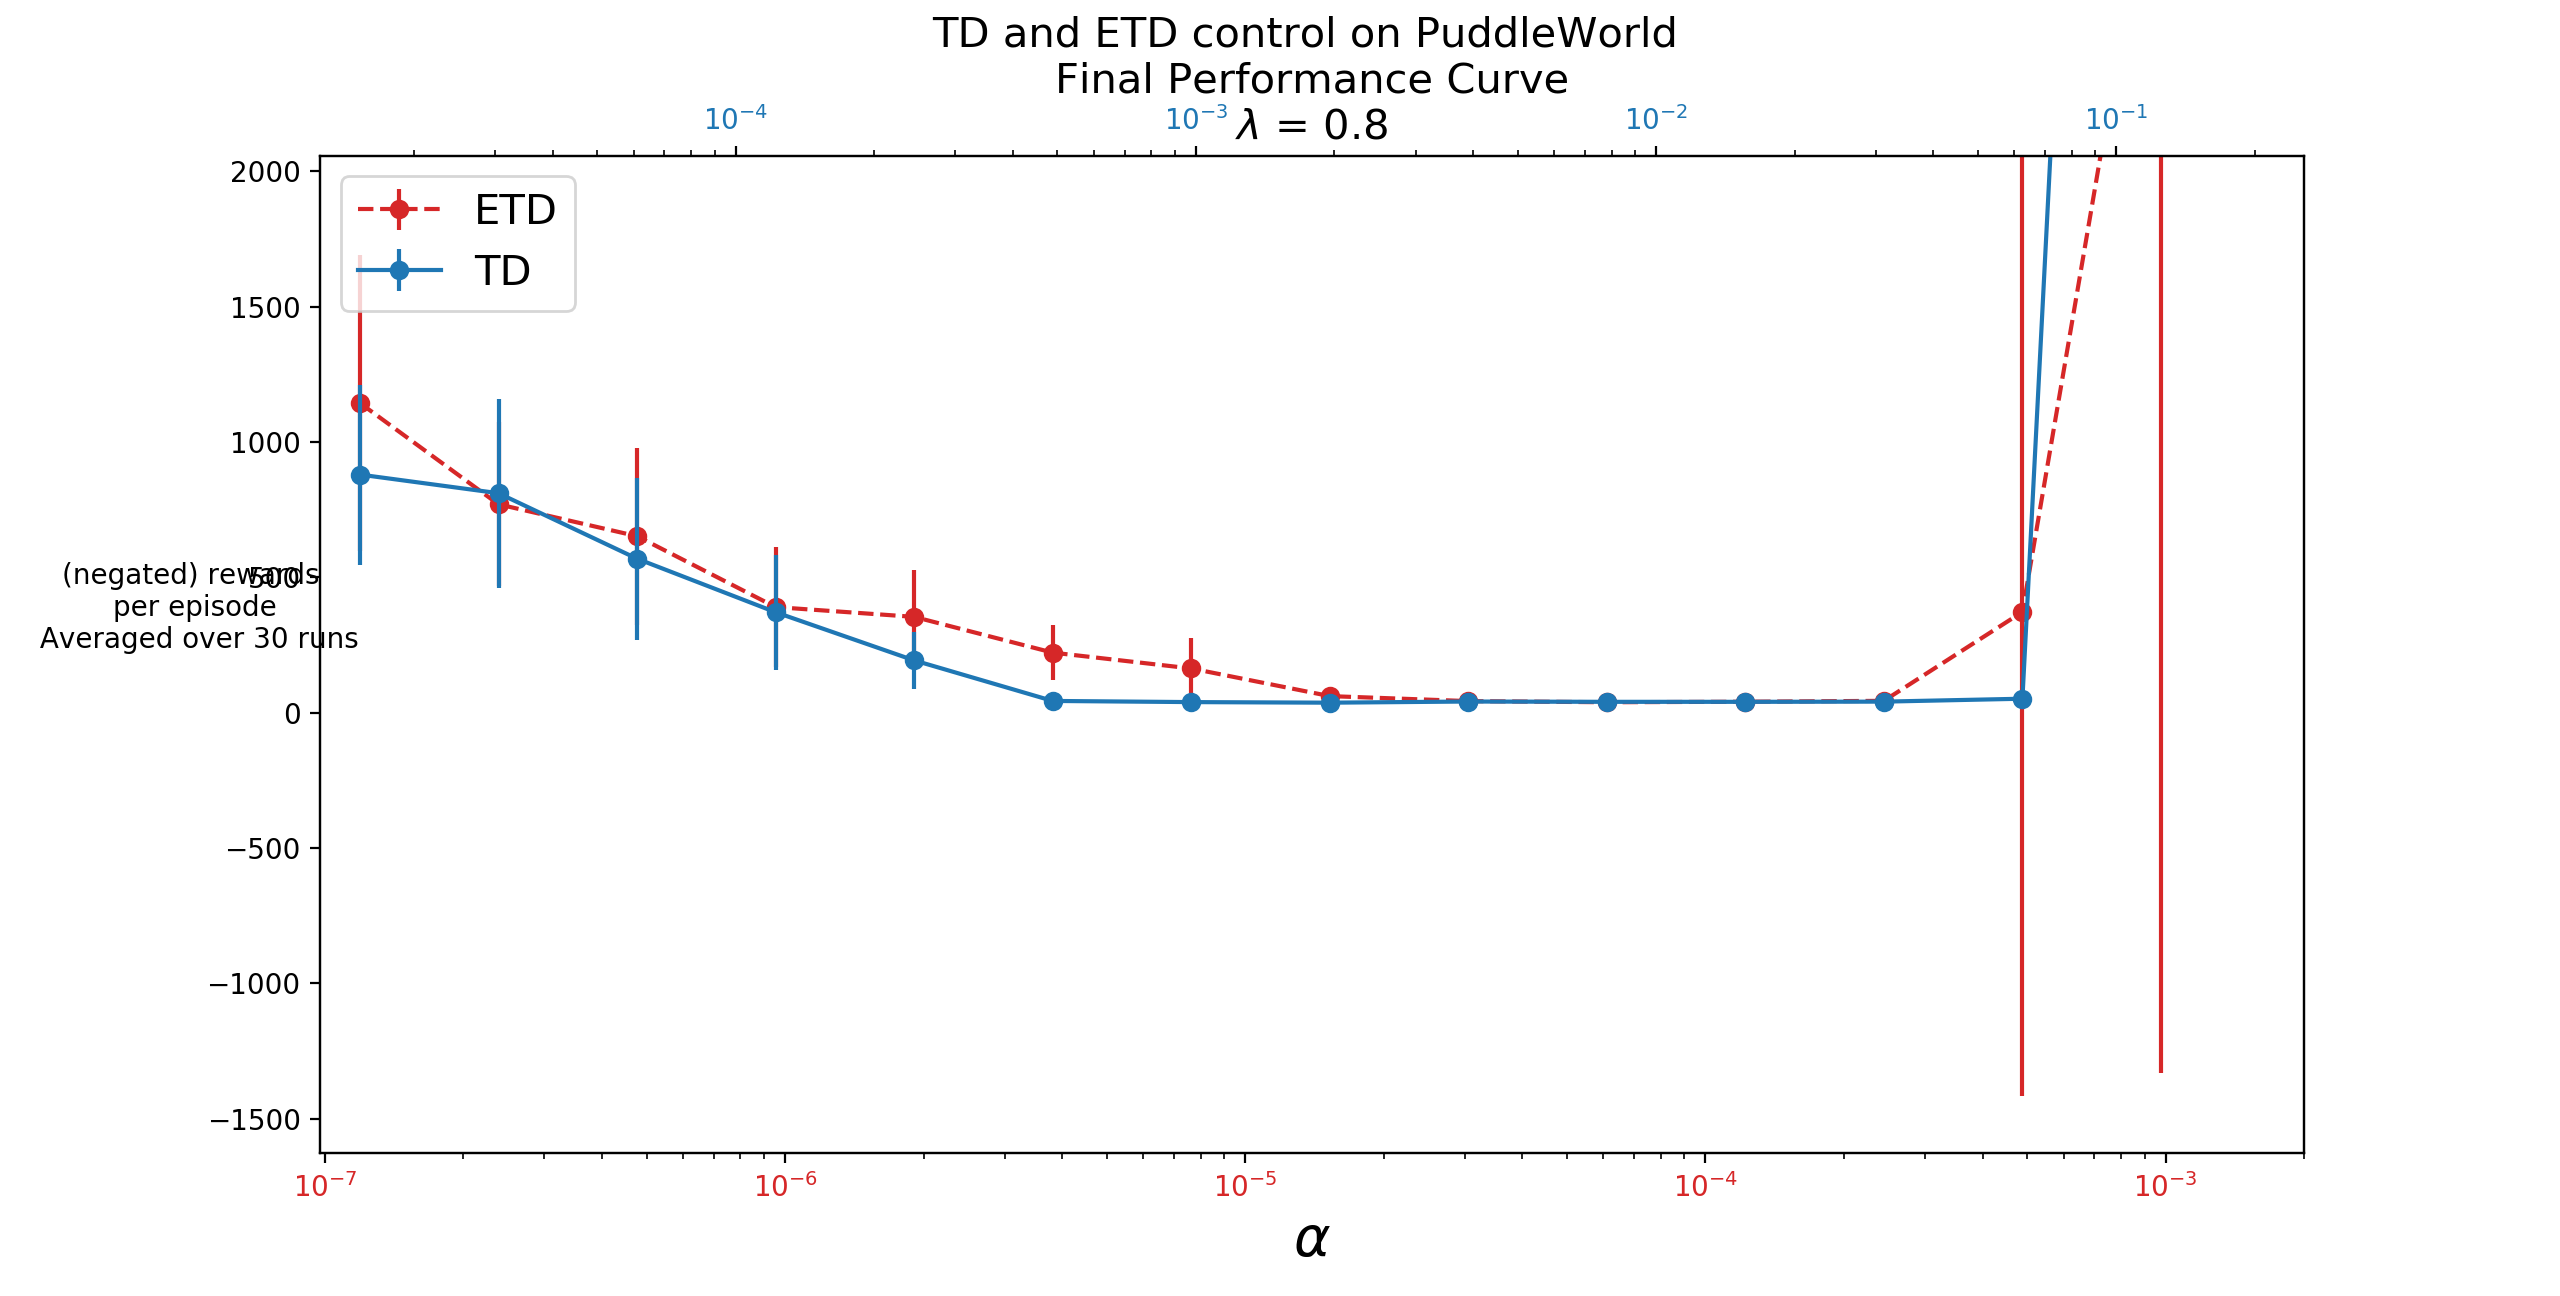 TD and ETD control on PuddleWorld
Final Performance Curve
λ = 0.8
10⁻⁴ 10⁻³ 10⁻² 10⁻¹
ETD
TD
2000
1500
1000
500
0
−500
−1000
−1500
(negated) rewards
per episode
Averaged over 30 runs
10⁻⁷ 10⁻⁶ 10⁻⁵ 10⁻⁴ 10⁻³
α